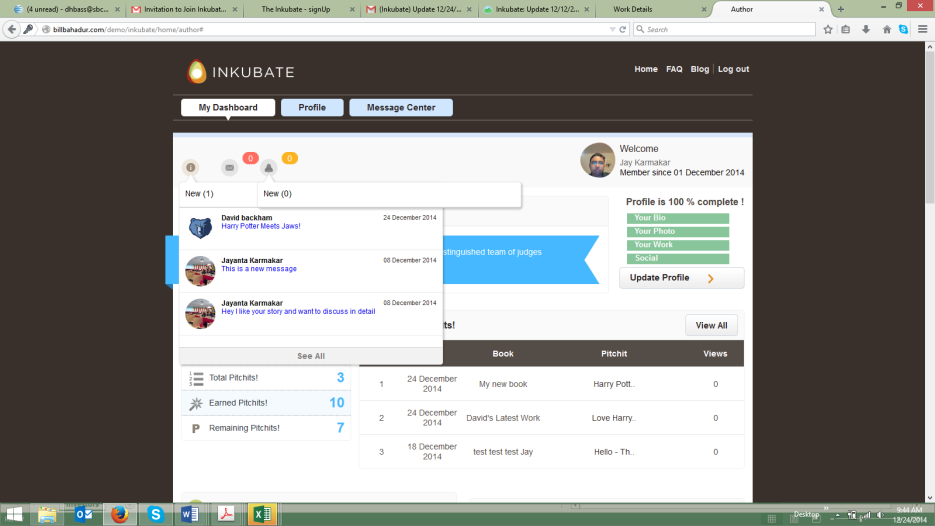 (4 unread) - dhbass@sbc...
Invitation to Join Inkubat...
The Inkubate - signUp
(Inkubate) Update 12/24/...
Inkubate: Update 12/12/2...
Work Details
Author
billbahadur.com/demo/inkubate/home/author#
Search
INKUBATE
Home FAQ Blog Log out
My Dashboard Profile Message Center
0 0
Welcome
Jay Karmakar
Member since 01 December 2014
New (1) New (0)
Profile is 100 % complete !
Your Bio
Your Photo
Your Work
Social
Update Profile
David backham 24 December 2014
Harry Potter Meets Jaws!
stinguished team of judges
Jayanta Karmakar 08 December 2014
This is a new message
Jayanta Karmakar 08 December 2014
Hey I like your story and want to discuss in detail
See All
its!
View All
Book Pitchit Views
1 24 December 2014 My new book Harry Pott.. 0
2 24 December 2014 David's Latest Work Love Harry.. 0
3 18 December 2014 test test test Jay Hello - Th.. 0
Total Pitchits! 3
Earned Pitchits! 10
P Remaining Pitchits! 7
Desktop
9:44 AM
12/24/2014